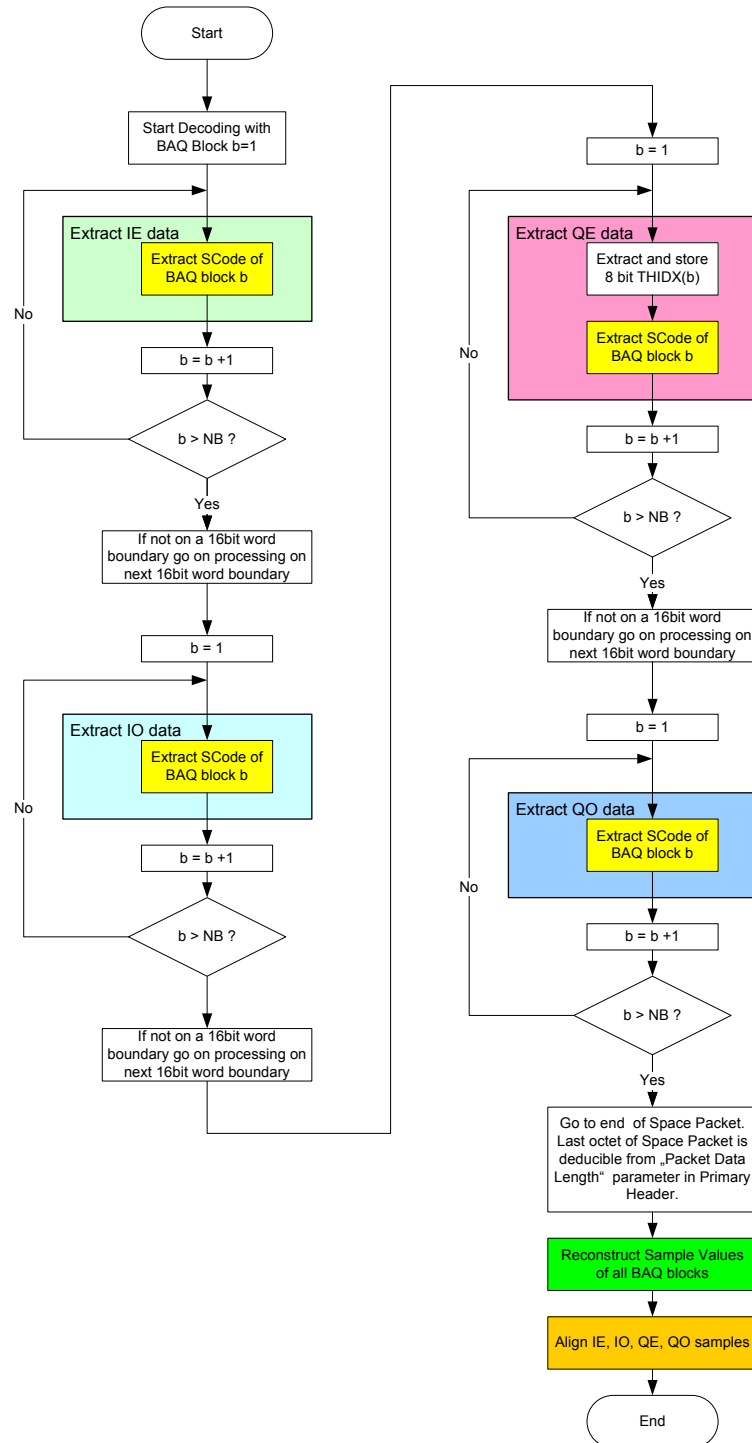 Start
Start Decoding with
BAQ Block b=1
Extract IE data
Extract SCode of
BAQ block b
No
b = b +1
b > NB ?
Yes
If not on a 16bit word
boundary go on processing on
next 16bit word boundary
b = 1
Extract IO data
Extract SCode of
BAQ block b
No
b = b +1
b > NB ?
If not on a 16bit word
boundary go on processing on
next 16bit word boundary
b = 1
Extract QE data
Extract and store
8 bit THIDX(b)
Extract SCode of
BAQ block b
No
b = b +1
b > NB ?
Yes
If not on a 16bit word
boundary go on processing on
next 16bit word boundary
b = 1
Extract QO data
Extract SCode of
BAQ block b
No
b = b +1
b > NB ?
Yes
Go to end of Space Packet.
Last octet of Space Packet is
deducible from „Packet Data
Length“ parameter in Primary
Header.
Reconstruct Sample Values
of all BAQ blocks
Align IE, IO, QE, QO samples
End